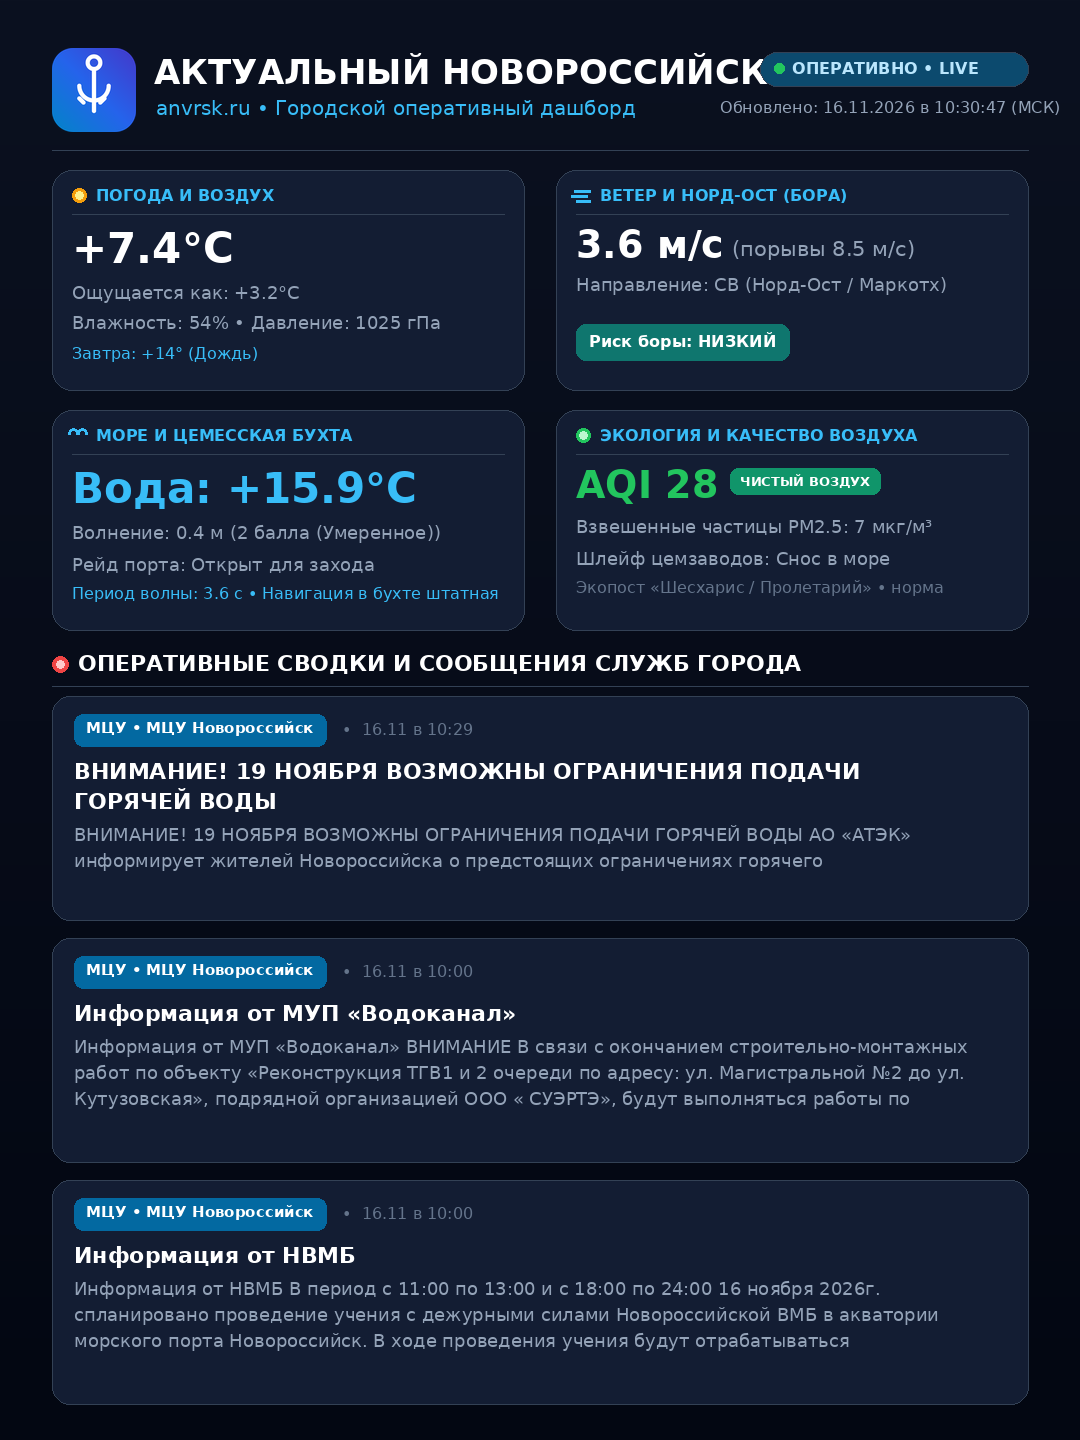 АКТУАЛЬНЫЙ НОВОРОССИЙСК
ОПЕРАТИВНО • LIVE
anvrsk.ru • Городской оперативный дашборд
Обновлено: 16.11.2026 в 10:30:47 (МСК)
ПОГОДА И ВОЗДУХ
+7.4°C
Ощущается как: +3.2°C
Влажность: 54% • Давление: 1025 гПа
Завтра: +14° (Дождь)
ВЕТЕР И НОРД-ОСТ (БОРА)
3.6 м/с (порывы 8.5 м/с)
Направление: СВ (Норд-Ост / Маркотх)
Риск боры: НИЗКИЙ
МОРЕ И ЦЕМЕССКАЯ БУХТА
Вода: +15.9°C
Волнение: 0.4 м (2 балла (Умеренное))
Рейд порта: Открыт для захода
Период волны: 3.6 с • Навигация в бухте штатная
ЭКОЛОГИЯ И КАЧЕСТВО ВОЗДУХА
AQI 28 ЧИСТЫЙ ВОЗДУХ
Взвешенные частицы PM2.5: 7 мкг/м³
Шлейф цемзаводов: Снос в море
Экопост «Шесхарис / Пролетарий» • норма
ОПЕРАТИВНЫЕ СВОДКИ И СООБЩЕНИЯ СЛУЖБ ГОРОДА
МЦУ • МЦУ Новороссийск • 16.11 в 10:29
ВНИМАНИЕ! 19 НОЯБРЯ ВОЗМОЖНЫ ОГРАНИЧЕНИЯ ПОДАЧИ
ГОРЯЧЕЙ ВОДЫ
ВНИМАНИЕ! 19 НОЯБРЯ ВОЗМОЖНЫ ОГРАНИЧЕНИЯ ПОДАЧИ ГОРЯЧЕЙ ВОДЫ АО «АТЭК»
информирует жителей Новороссийска о предстоящих ограничениях горячего
МЦУ • МЦУ Новороссийск • 16.11 в 10:00
Информация от МУП «Водоканал»
Информация от МУП «Водоканал» ВНИМАНИЕ В связи с окончанием строительно-монтажных
работ по объекту «Реконструкция ТГВ1 и 2 очереди по адресу: ул. Магистральной №2 до ул.
Кутузовская», подрядной организацией ООО « СУЭРТЭ», будут выполняться работы по
МЦУ • МЦУ Новороссийск • 16.11 в 10:00
Информация от НВМБ
Информация от НВМБ В период с 11:00 по 13:00 и с 18:00 по 24:00 16 ноября 2026г.
спланировано проведение учения с дежурными силами Новороссийской ВМБ в акватории
морского порта Новороссийск. В ходе проведения учения будут отрабатываться